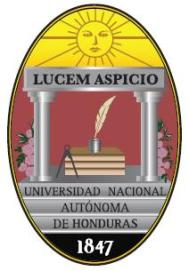 LUCEM ASPICIO
UNIVERSIDAD NACIONAL
AUTÓNOMA
DE HONDURAS
1847